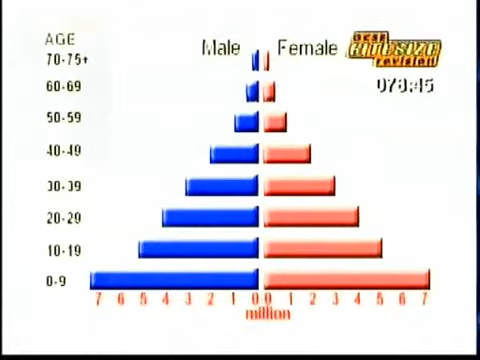 AGE
Male Female
GCSE
BITESIZE
revision
70-75+
078:45
60-69
50-59
40-49
30-39
20-29
10-19
0-9
7 6 5 4 3 2 1 0 0 1 2 3 4 5 6 7
million